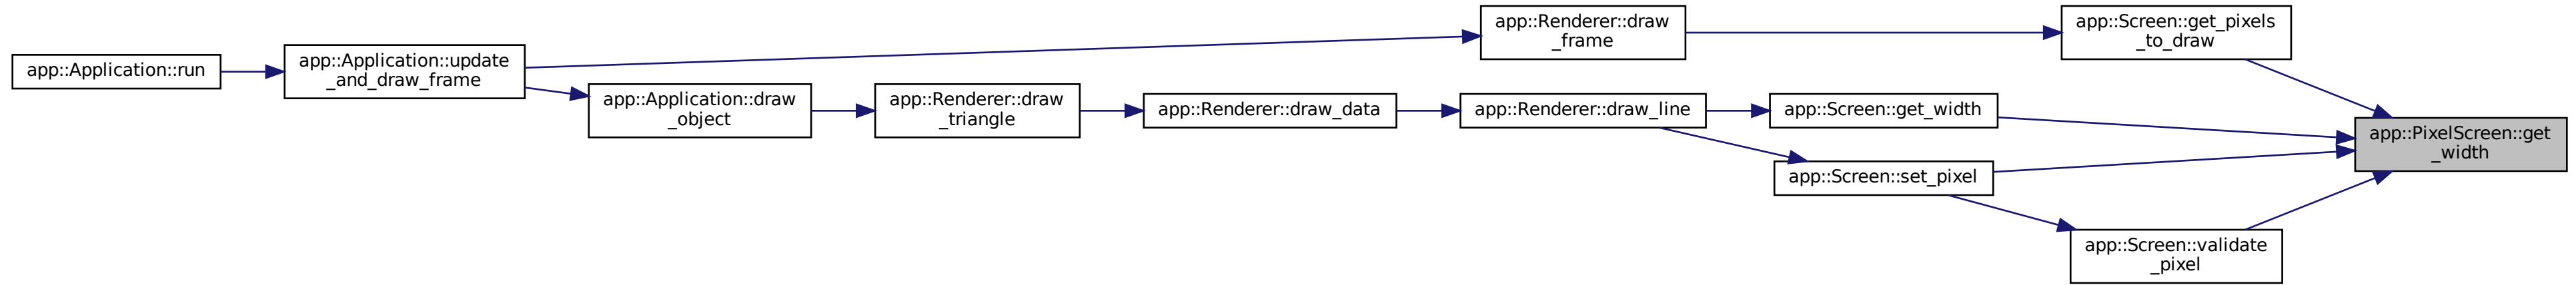 app::Application::run
app::Application::update
_and_draw_frame
app::Renderer::draw
_frame
app::Screen::get_pixels
_to_draw
app::Application::draw
_object
app::Renderer::draw
_triangle
app::Renderer::draw_data
app::Renderer::draw_line
app::Screen::get_width
app::Screen::set_pixel
app::Screen::validate
_pixel
app::PixelScreen::get
_width